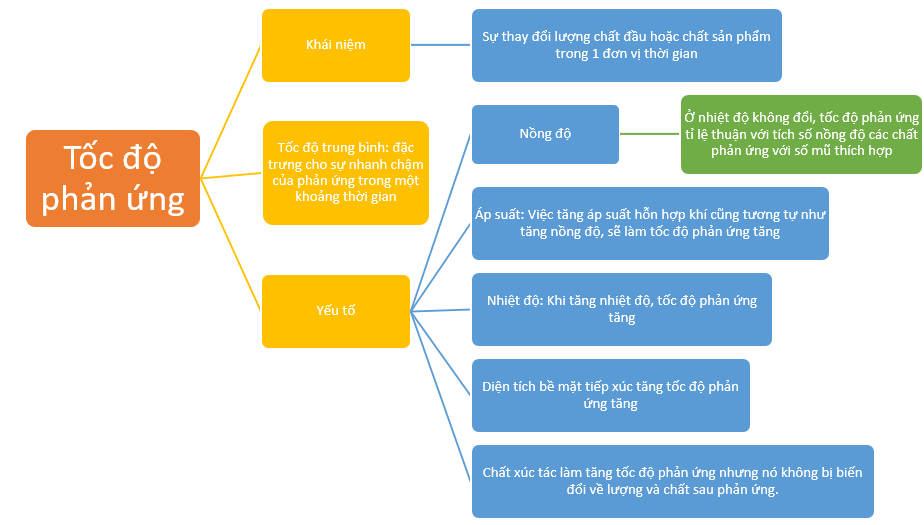 Tốc độ
phản ứng
Khái niệm
Sự thay đổi lượng chất đầu hoặc chất sản phẩm
trong 1 đơn vị thời gian
Tốc độ trung bình: đặc
trưng cho sự nhanh chậm
của phản ứng trong một
khoảng thời gian
Yếu tố
Nồng độ
Ở nhiệt độ không đổi, tốc độ phản ứng
tỉ lệ thuận với tích số nồng độ các chất
phản ứng với số mũ thích hợp
Áp suất: Việc tăng áp suất hỗn hợp khí cũng tương tự như
tăng nồng độ, sẽ làm tốc độ phản ứng tăng
Nhiệt độ: Khi tăng nhiệt độ, tốc độ phản ứng
tăng
Diện tích bề mặt tiếp xúc tăng tốc độ phản
ứng tăng
Chất xúc tác làm tăng tốc độ phản ứng nhưng nó không bị biến
đổi về lượng và chất sau phản ứng.